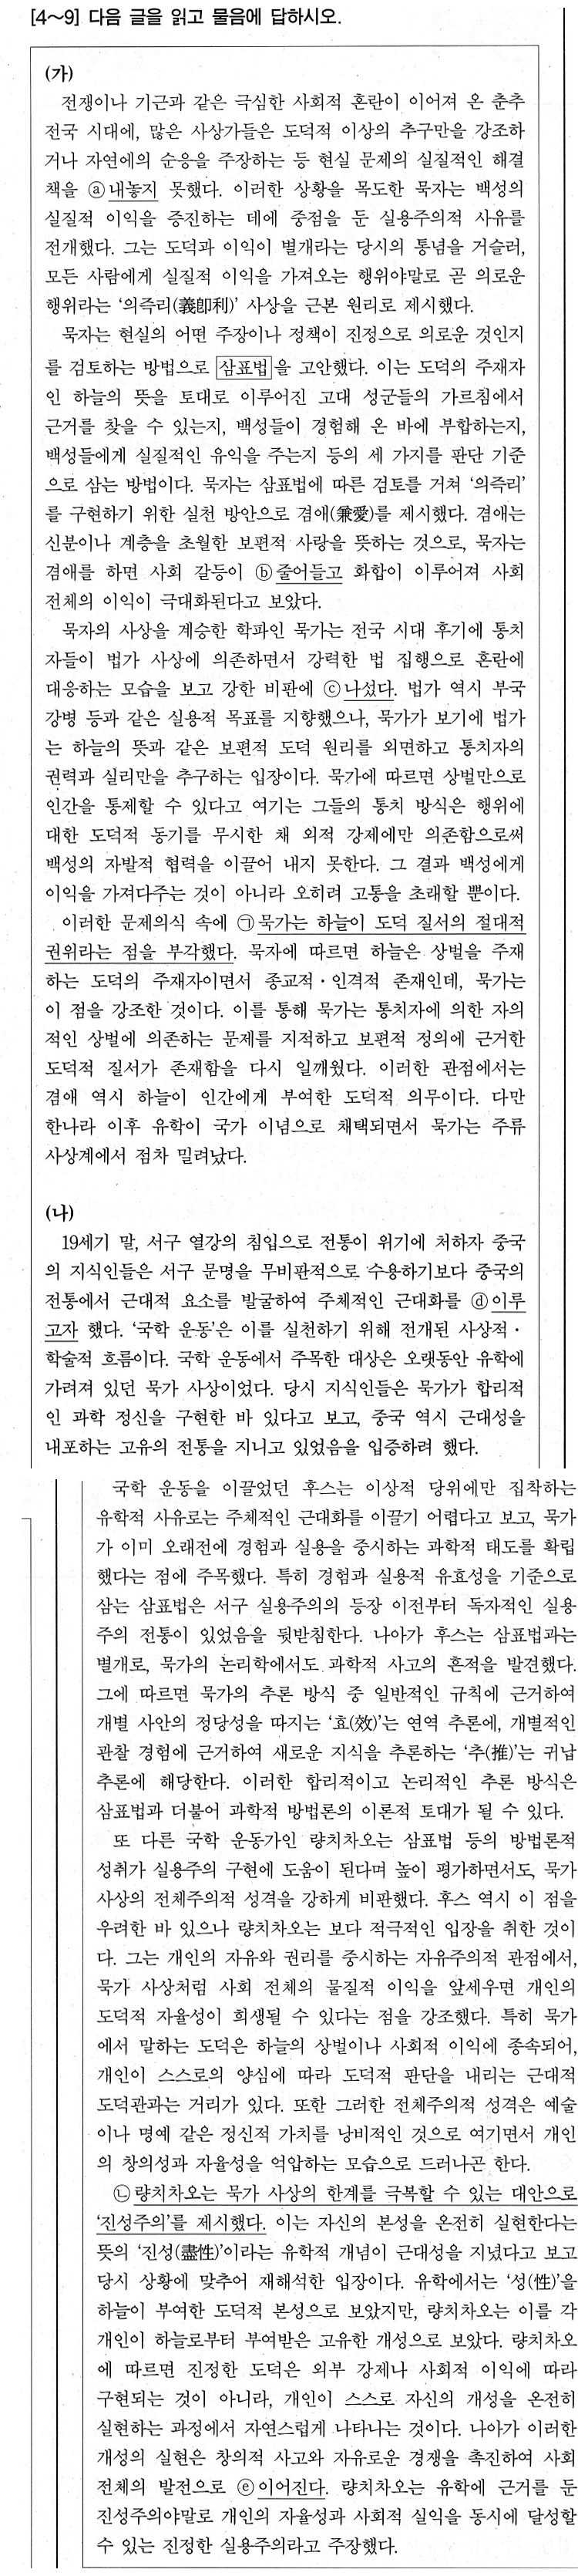 [4~9] 다음 글을 읽고 물음에 답하시오.
(가)
전쟁이나 기근과 같은 극심한 사회적 혼란이 이어져 온 춘추
전국 시대에, 많은 사상가들은 도덕적 이상의 추구만을 강조하
거나 자연에의 순응을 주장하는 등 현실 문제의 실질적인 해결
책을 ⓐ내놓지 못했다. 이러한 상황을 목도한 묵자는 백성의
실질적 이익을 증진하는 데에 중점을 둔 실용주의적 사유를
전개했다. 그는 도덕과 이익이 별개라는 당시의 통념을 거슬러,
모든 사람에게 실질적 이익을 가져오는 행위야말로 곧 의로운
행위라는 ‘의즉리(義卽利)’ 사상을 근본 원리로 제시했다.
묵자는 현실의 어떤 주장이나 정책이 진정으로 의로운 것인지
를 검토하는 방법으로 삼표법을 고안했다. 이는 도덕의 주재자
인 하늘의 뜻을 토대로 이루어진 고대 성군들의 가르침에서
근거를 찾을 수 있는지, 백성들이 경험해 온 바에 부합하는지,
백성들에게 실질적인 유익을 주는지 등의 세 가지를 판단 기준
으로 삼는 방법이다. 묵자는 삼표법에 따른 검토를 거쳐 ‘의즉리’
를 구현하기 위한 실천 방안으로 겸애(兼愛)를 제시했다. 겸애는
신분이나 계층을 초월한 보편적 사랑을 뜻하는 것으로, 묵자는
겸애를 하면 사회 갈등이 ⓑ줄어들고 화합이 이루어져 사회
전체의 이익이 극대화된다고 보았다.
묵자의 사상을 계승한 학파인 묵가는 전국 시대 후기에 통치
자들이 법가 사상에 의존하면서 강력한 법 집행으로 혼란에
대응하는 모습을 보고 강한 비판에 ⓒ나섰다. 법가 역시 부국
강병 등과 같은 실용적 목표를 지향했으나, 묵가가 보기에 법가
는 하늘의 뜻과 같은 보편적 도덕 원리를 외면하고 통치자의
권력과 실리만을 추구하는 입장이다. 묵가에 따르면 상벌만으로
인간을 통제할 수 있다고 여기는 그들의 통치 방식은 행위에
대한 도덕적 동기를 무시한 채 외적 강제에만 의존함으로써
백성의 자발적 협력을 이끌어 내지 못한다. 그 결과 백성에게
이익을 가져다주는 것이 아니라 오히려 고통을 초래할 뿐이다.
이러한 문제의식 속에 ㉠묵가는 하늘이 도덕 질서의 절대적
권위라는 점을 부각했다. 묵자에 따르면 하늘은 상벌을 주재
하는 도덕의 주재자이면서 종교적·인격적 존재인데, 묵가는
이 점을 강조한 것이다. 이를 통해 묵가는 통치자에 의한 자의
적인 상벌에 의존하는 문제를 지적하고 보편적 정의에 근거한
도덕적 질서가 존재함을 다시 일깨웠다. 이러한 관점에서는
겸애 역시 하늘이 인간에게 부여한 도덕적 의무이다. 다만
한나라 이후 유학이 국가 이념으로 채택되면서 묵가는 주류
사상계에서 점차 밀려났다.
(나)
19세기 말, 서구 열강의 침입으로 전통이 위기에 처하자 중국
의 지식인들은 서구 문명을 무비판적으로 수용하기보다 중국의
전통에서 근대적 요소를 발굴하여 주체적인 근대화를 ⓓ이루
고자 했다. ‘국학 운동’은 이를 실천하기 위해 전개된 사상적·
학술적 흐름이다. 국학 운동에서 주목한 대상은 오랫동안 유학에
가려져 있던 묵가 사상이었다. 당시 지식인들은 묵가가 합리적
인 과학 정신을 구현한 바 있다고 보고, 중국 역시 근대성을
내포하는 고유의 전통을 지니고 있었음을 입증하려 했다.
국학 운동을 이끌었던 후스는 이상적 당위에만 집착하는
유학적 사유로는 주체적인 근대화를 이끌기 어렵다고 보고, 묵가
가 이미 오래전에 경험과 실용을 중시하는 과학적 태도를 확립
했다는 점에 주목했다. 특히 경험과 실용적 유효성을 기준으로
삼는 삼표법은 서구 실용주의의 등장 이전부터 독자적인 실용
주의 전통이 있었음을 뒷받침한다. 나아가 후스는 삼표법과는
별개로, 묵가의 논리학에서도 과학적 사고의 흔적을 발견했다.
그에 따르면 묵가의 추론 방식 중 일반적인 규칙에 근거하여
개별 사안의 정당성을 따지는 ‘효(效)’는 연역 추론에, 개별적인
관찰 경험에 근거하여 새로운 지식을 추론하는 ‘추(推)’는 귀납
추론에 해당한다. 이러한 합리적이고 논리적인 추론 방식은
삼표법과 더불어 과학적 방법론의 이론적 토대가 될 수 있다.
또 다른 국학 운동가인 량치차오는 삼표법 등의 방법론적
성취가 실용주의 구현에 도움이 된다며 높이 평가하면서도, 묵가
사상의 전체주의적 성격을 강하게 비판했다. 후스 역시 이 점을
우려한 바 있으나 량치차오는 보다 적극적인 입장을 취한 것이
다. 그는 개인의 자유와 권리를 중시하는 자유주의적 관점에서,
묵가 사상처럼 사회 전체의 물질적 이익을 앞세우면 개인의
도덕적 자율성이 희생될 수 있다는 점을 강조했다. 특히 묵가
에서 말하는 도덕은 하늘의 상벌이나 사회적 이익에 종속되어,
개인이 스스로의 양심에 따라 도덕적 판단을 내리는 근대적
도덕관과는 거리가 있다. 또한 그러한 전체주의적 성격은 예술
이나 명예 같은 정신적 가치를 낭비적인 것으로 여기면서 개인
의 창의성과 자율성을 억압하는 모습으로 드러나곤 한다.
㉡량치차오는 묵가 사상의 한계를 극복할 수 있는 대안으로
‘진성주의’를 제시했다. 이는 자신의 본성을 온전히 실현한다는
뜻의 ‘진성(盡性)’이라는 유학적 개념이 근대성을 지녔다고 보고
당시 상황에 맞추어 재해석한 입장이다. 유학에서는 ‘성(性)’을
하늘이 부여한 도덕적 본성으로 보았지만, 량치차오는 이를 각
개인이 하늘로부터 부여받은 고유한 개성으로 보았다. 량치차오
에 따르면 진정한 도덕은 외부 강제나 사회적 이익에 따라
구현되는 것이 아니라, 개인이 스스로 자신의 개성을 온전히
실현하는 과정에서 자연스럽게 나타나는 것이다. 나아가 이러한
개성의 실현은 창의적 사고와 자유로운 경쟁을 촉진하여 사회
전체의 발전으로 ⓔ이어진다. 량치차오는 유학에 근거를 둔
진성주의야말로 개인의 자율성과 사회적 실익을 동시에 달성할
수 있는 진정한 실용주의라고 주장했다.